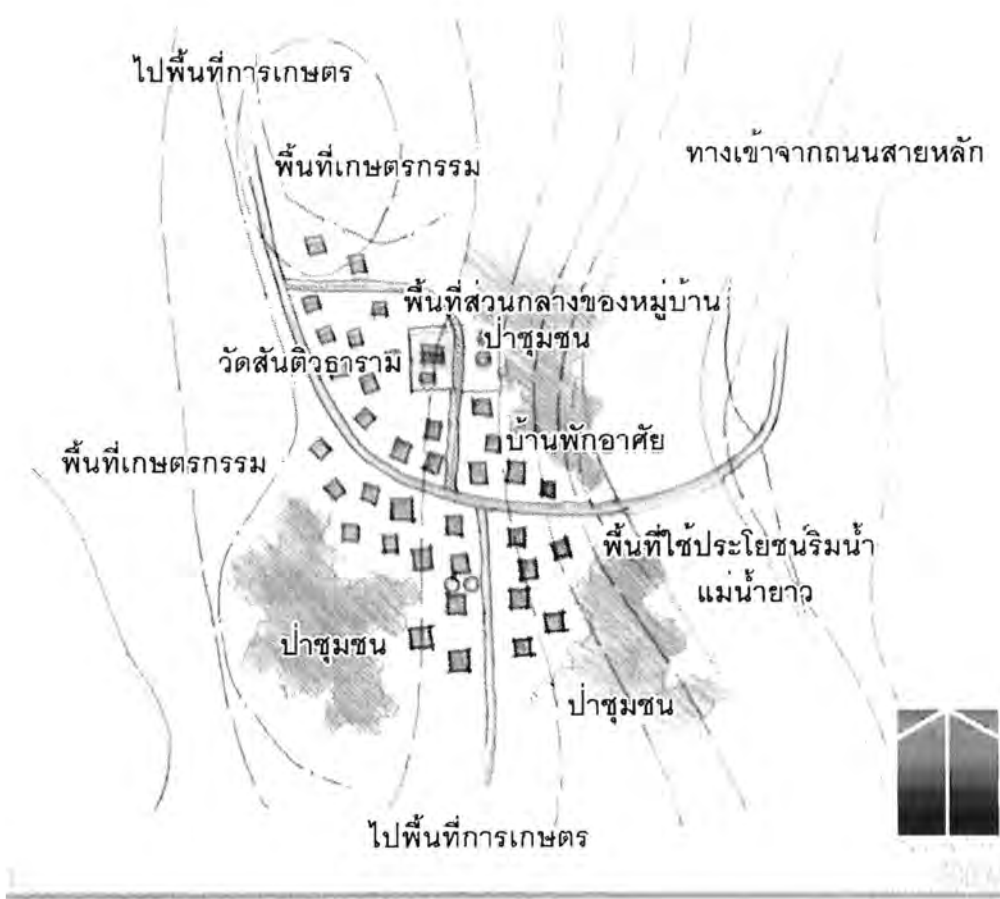 ไปพื้นที่การเกษตร
ทางเข้าจากถนนสายหลัก
พื้นที่เกษตรกรรม
พื้นที่ส่วนกลางของหมู่บ้าน
ป่าชุมชน
วัดสันติวธาราม
บ้านพักอาศัย
พื้นที่เกษตรกรรม
พื้นที่ใช้ประโยชน์ริมน้ำ
แม่น้ำยาว
ป่าชุมชน
ป่าชุมชน
ไปพื้นที่การเกษตร